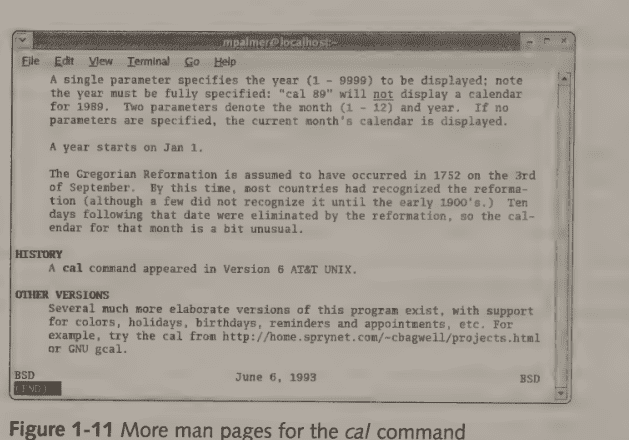 mpalmer@localhost:~
File Edit View Terminal Go Help
A single parameter specifies the year (1 - 9999) to be displayed; note
the year must be fully specified: "cal 89" will not display a calendar
for 1989. Two parameters denote the month (1 - 12) and year. If no
parameters are specified, the current month's calendar is displayed.
A year starts on Jan 1.
The Gregorian Reformation is assumed to have occurred in 1752 on the 3rd
of September. By this time, most countries had recognized the reforma-
tion (although a few did not recognize it until the early 1900's.) Ten
days following that date were eliminated by the reformation, so the cal-
endar for that month is a bit unusual.
HISTORY
A cal command appeared in Version 6 AT&T UNIX.
OTHER VERSIONS
Several much more elaborate versions of this program exist, with support
for colors, holidays, birthdays, reminders and appointments, etc. For
example, try the cal from http://home.sprynet.com/~cbagwell/projects.html
or GNU gcal.
BSD June 6, 1993 BSD
(END)
Figure 1-11 More man pages for the cal command